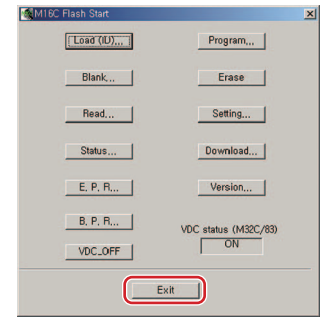 M16C Flash Start
Load (ID)... Program...
Blank... Erase
Read... Setting...
Status... Download...
E. P. R... Version...
B. P. R...
VDC status (M32C/83)
VDC_OFF ON
Exit